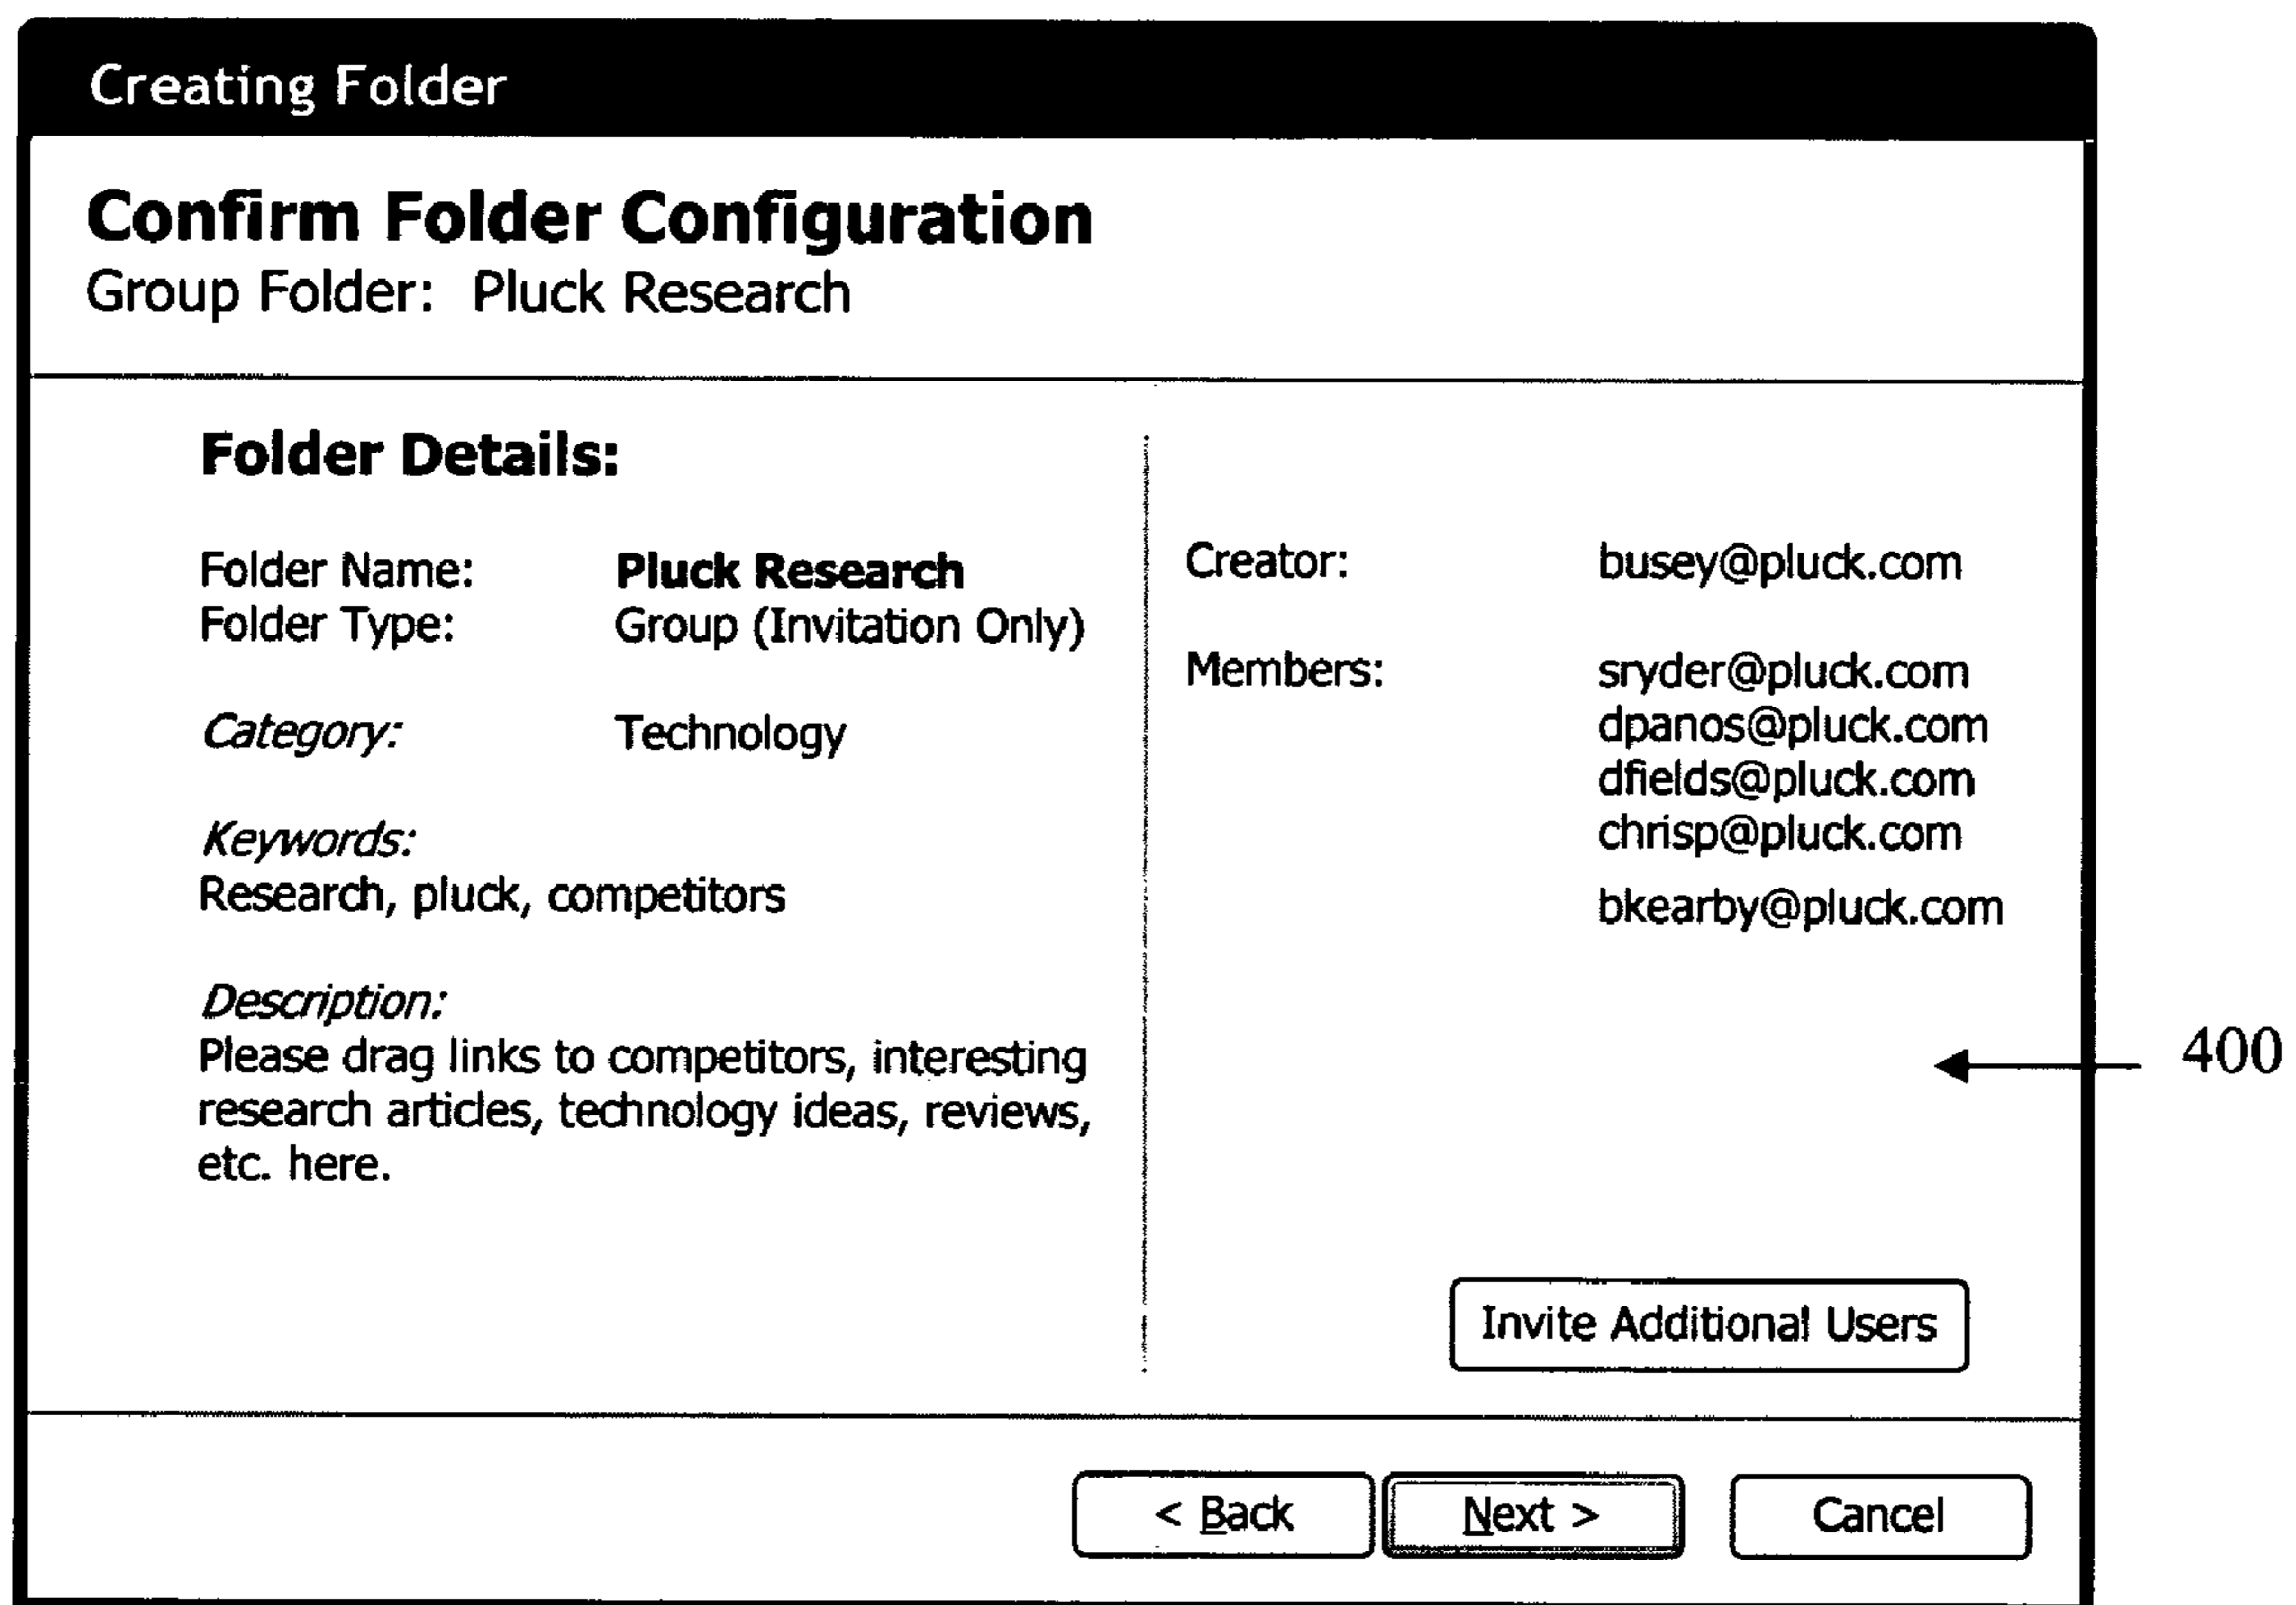 Creating Folder
Confirm Folder Configuration
Group Folder: Pluck Research
Folder Details:
Folder Name: Pluck Research
Folder Type: Group (Invitation Only)
Category: Technology
Keywords:
Research, pluck, competitors
Description:
Please drag links to competitors, interesting
research articles, technology ideas, reviews,
etc. here.
Creator: busey@pluck.com
Members: sryder@pluck.com
dpanos@pluck.com
dfields@pluck.com
chrisp@pluck.com
bkearby@pluck.com
400
Invite Additional Users
< Back
Next >
Cancel